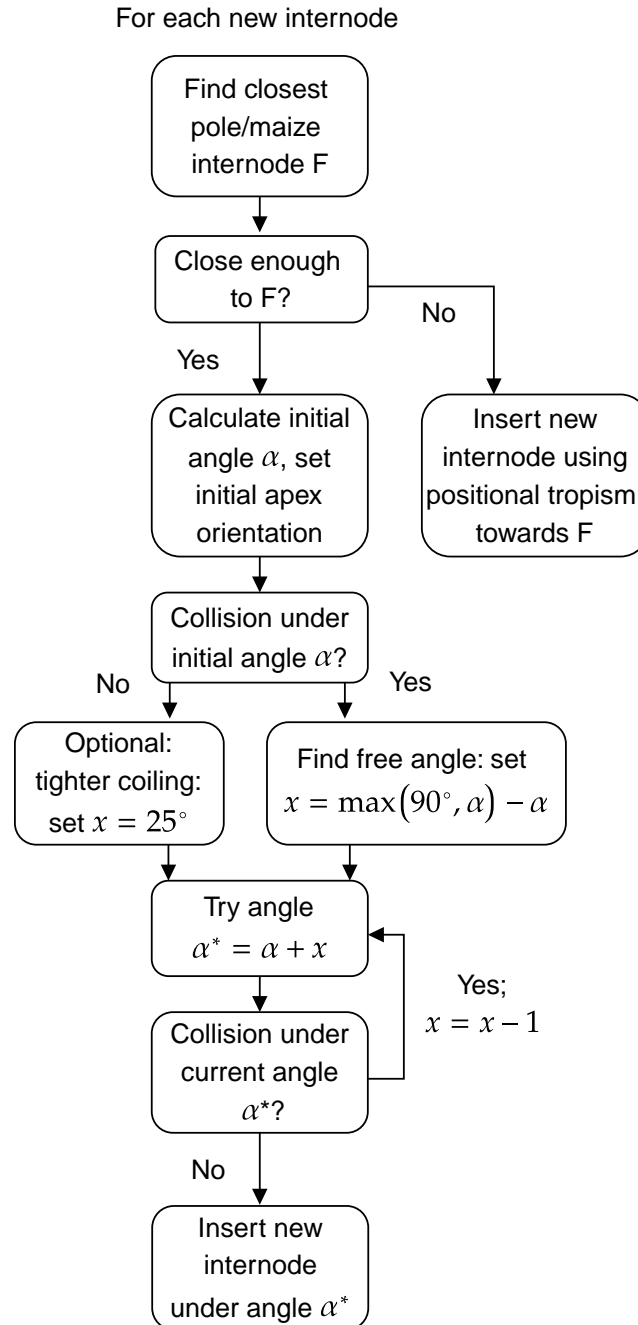 For each new internode
Find closest
pole/maize
internode F
Close enough
to F?
No
Yes
Calculate initial
angle α, set
initial apex
orientation
Insert new
internode using
positional tropism
towards F
Collision under
initial angle α?
No
Yes
Optional:
tighter coiling:
set x = 25°
Find free angle: set
x = max(90°, α) − α
Try angle
α* = α + x
Yes;
x = x − 1
Collision under
current angle
α*?
No
Insert new
internode
under angle α*